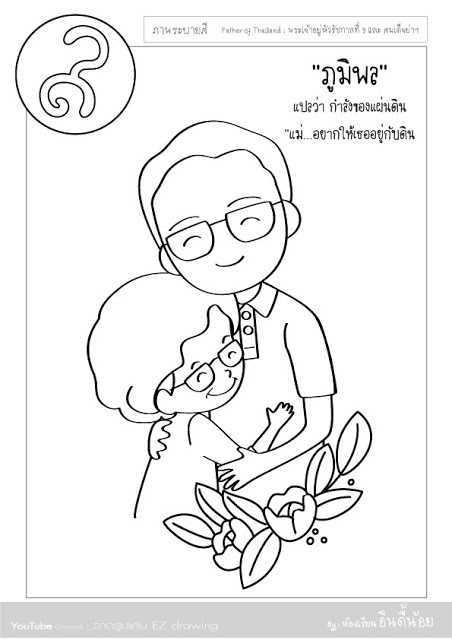 ๙
ภาพระบายสี Father of Thailand : พระเจ้าอยู่หัวรัชกาลที่ 9 และ สมเด็จย่าฯ
"ภูมิพล"
แปลว่า กำลังของแผ่นดิน
"แม่...อยากให้เธออยู่กับดิน
YouTube Channel : วาดรูปเล่น EZ drawing
By : ห้องเรียน อินดี้น้อย